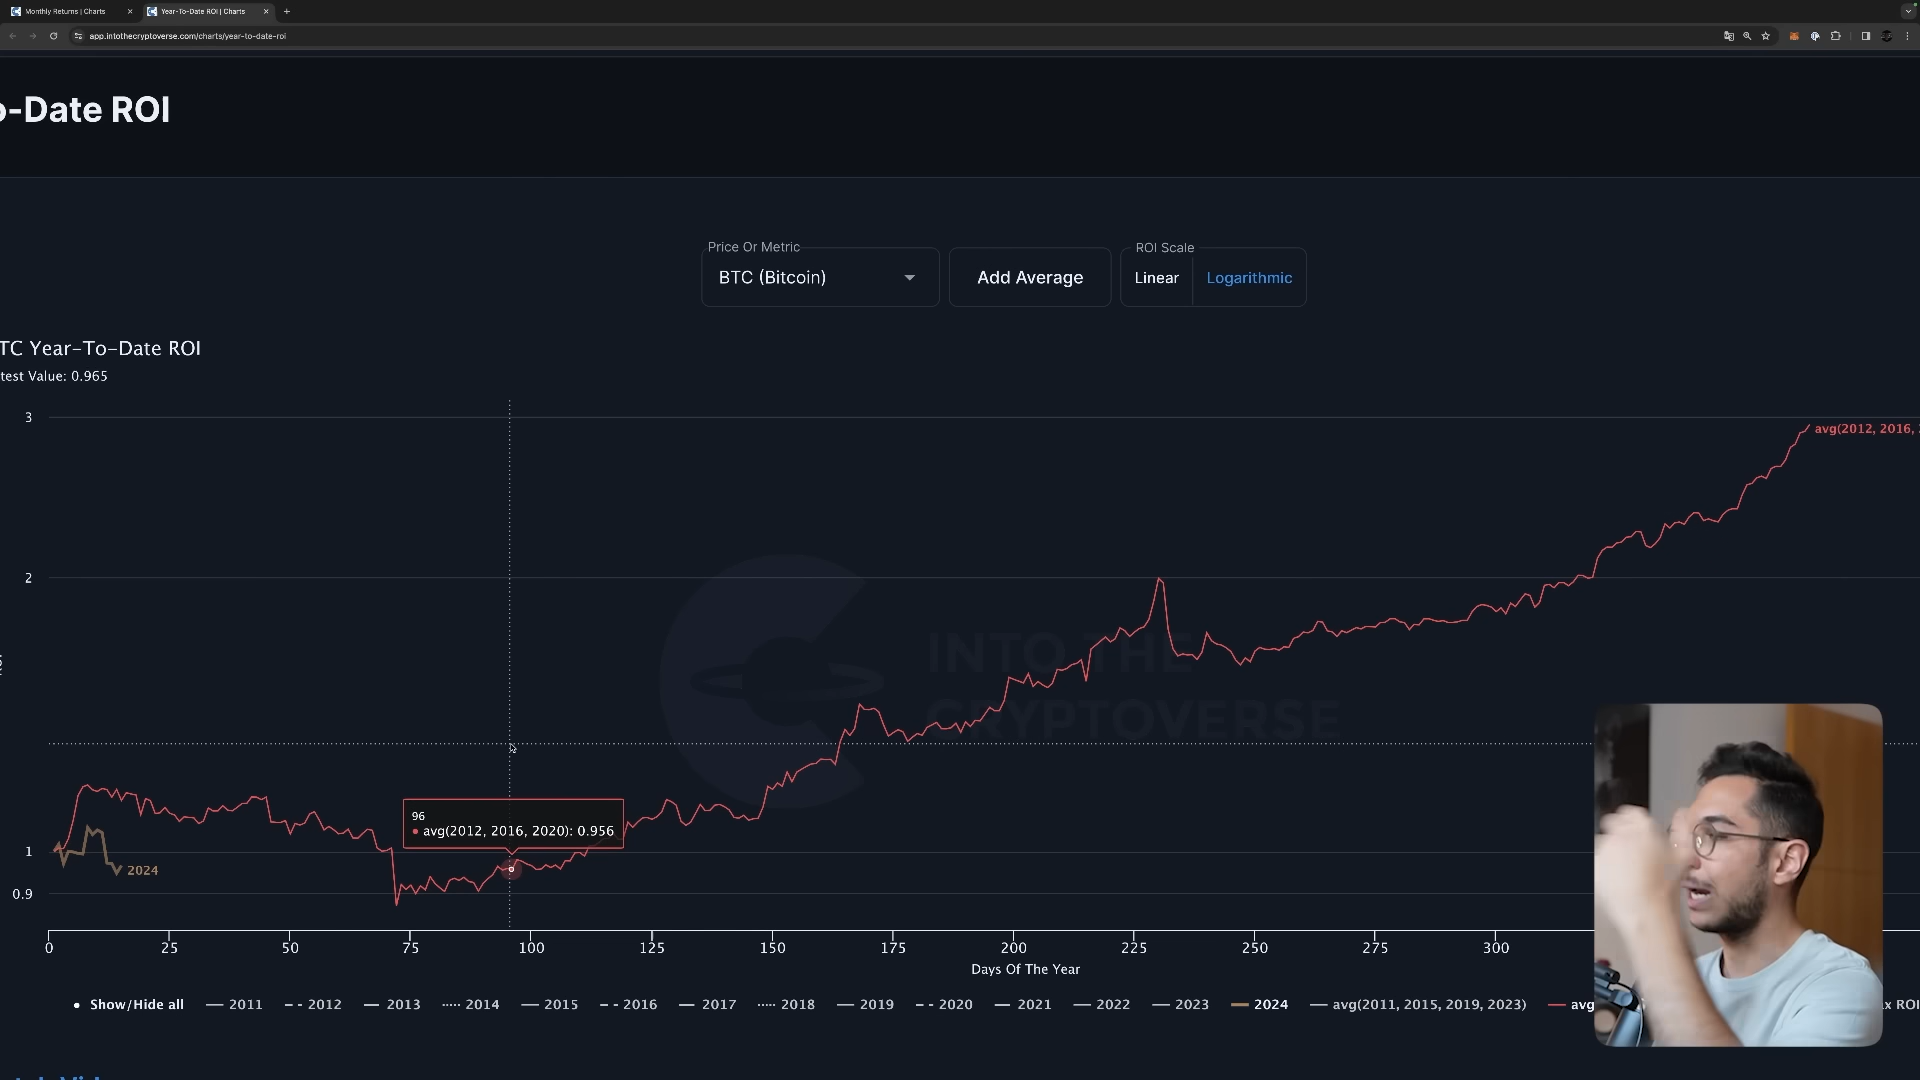 Monthly Returns | Charts
Year-To-Date ROI | Charts
app.intothecryptoverse.com/charts/year-to-date-roi
o-Date ROI
Price Or Metric
BTC (Bitcoin)
Add Average
ROI Scale
Linear
Logarithmic
TC Year-To-Date ROI
test Value: 0.965
3
avg(2012, 2016,
2
INTO THE
CRYPTOVERSE
96
avg(2012, 2016, 2020): 0.956
1
2024
0.9
0 25 50 75 100 125 150 175 200 225 250 275 300
Days Of The Year
Show/Hide all 2011 2012 2013 2014 2015 2016 2017 2018 2019 2020 2021 2022 2023 2024 avg(2011, 2015, 2019, 2023) avg x ROI